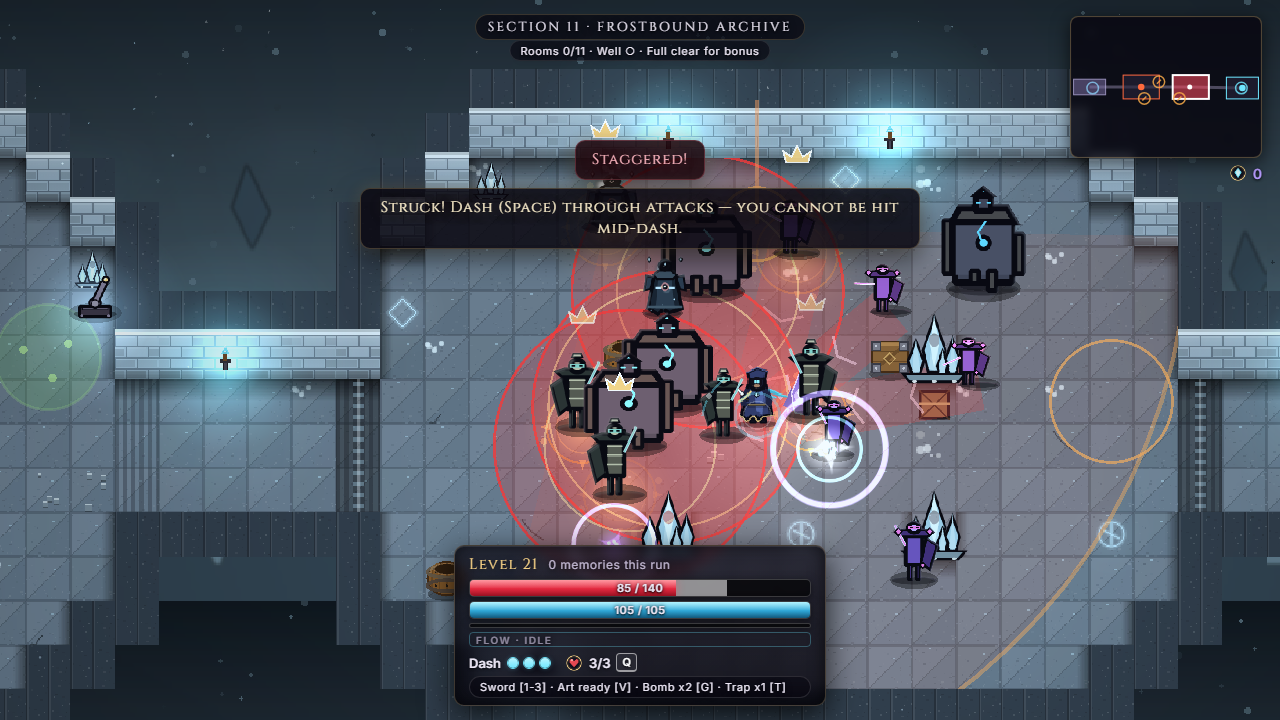 SECTION 11 · FROSTBOUND ARCHIVE
Rooms 0/11 · Well O · Full clear for bonus
0
STAGGERED!
STRUCK! DASH (SPACE) THROUGH ATTACKS — YOU CANNOT BE HIT
MID-DASH.
LEVEL 21 0 memories this run
85 / 140
105 / 105
FLOW · IDLE
Dash 3/3 Q
Sword [1-3] · Art ready [V] · Bomb x2 [G] · Trap x1 [T]